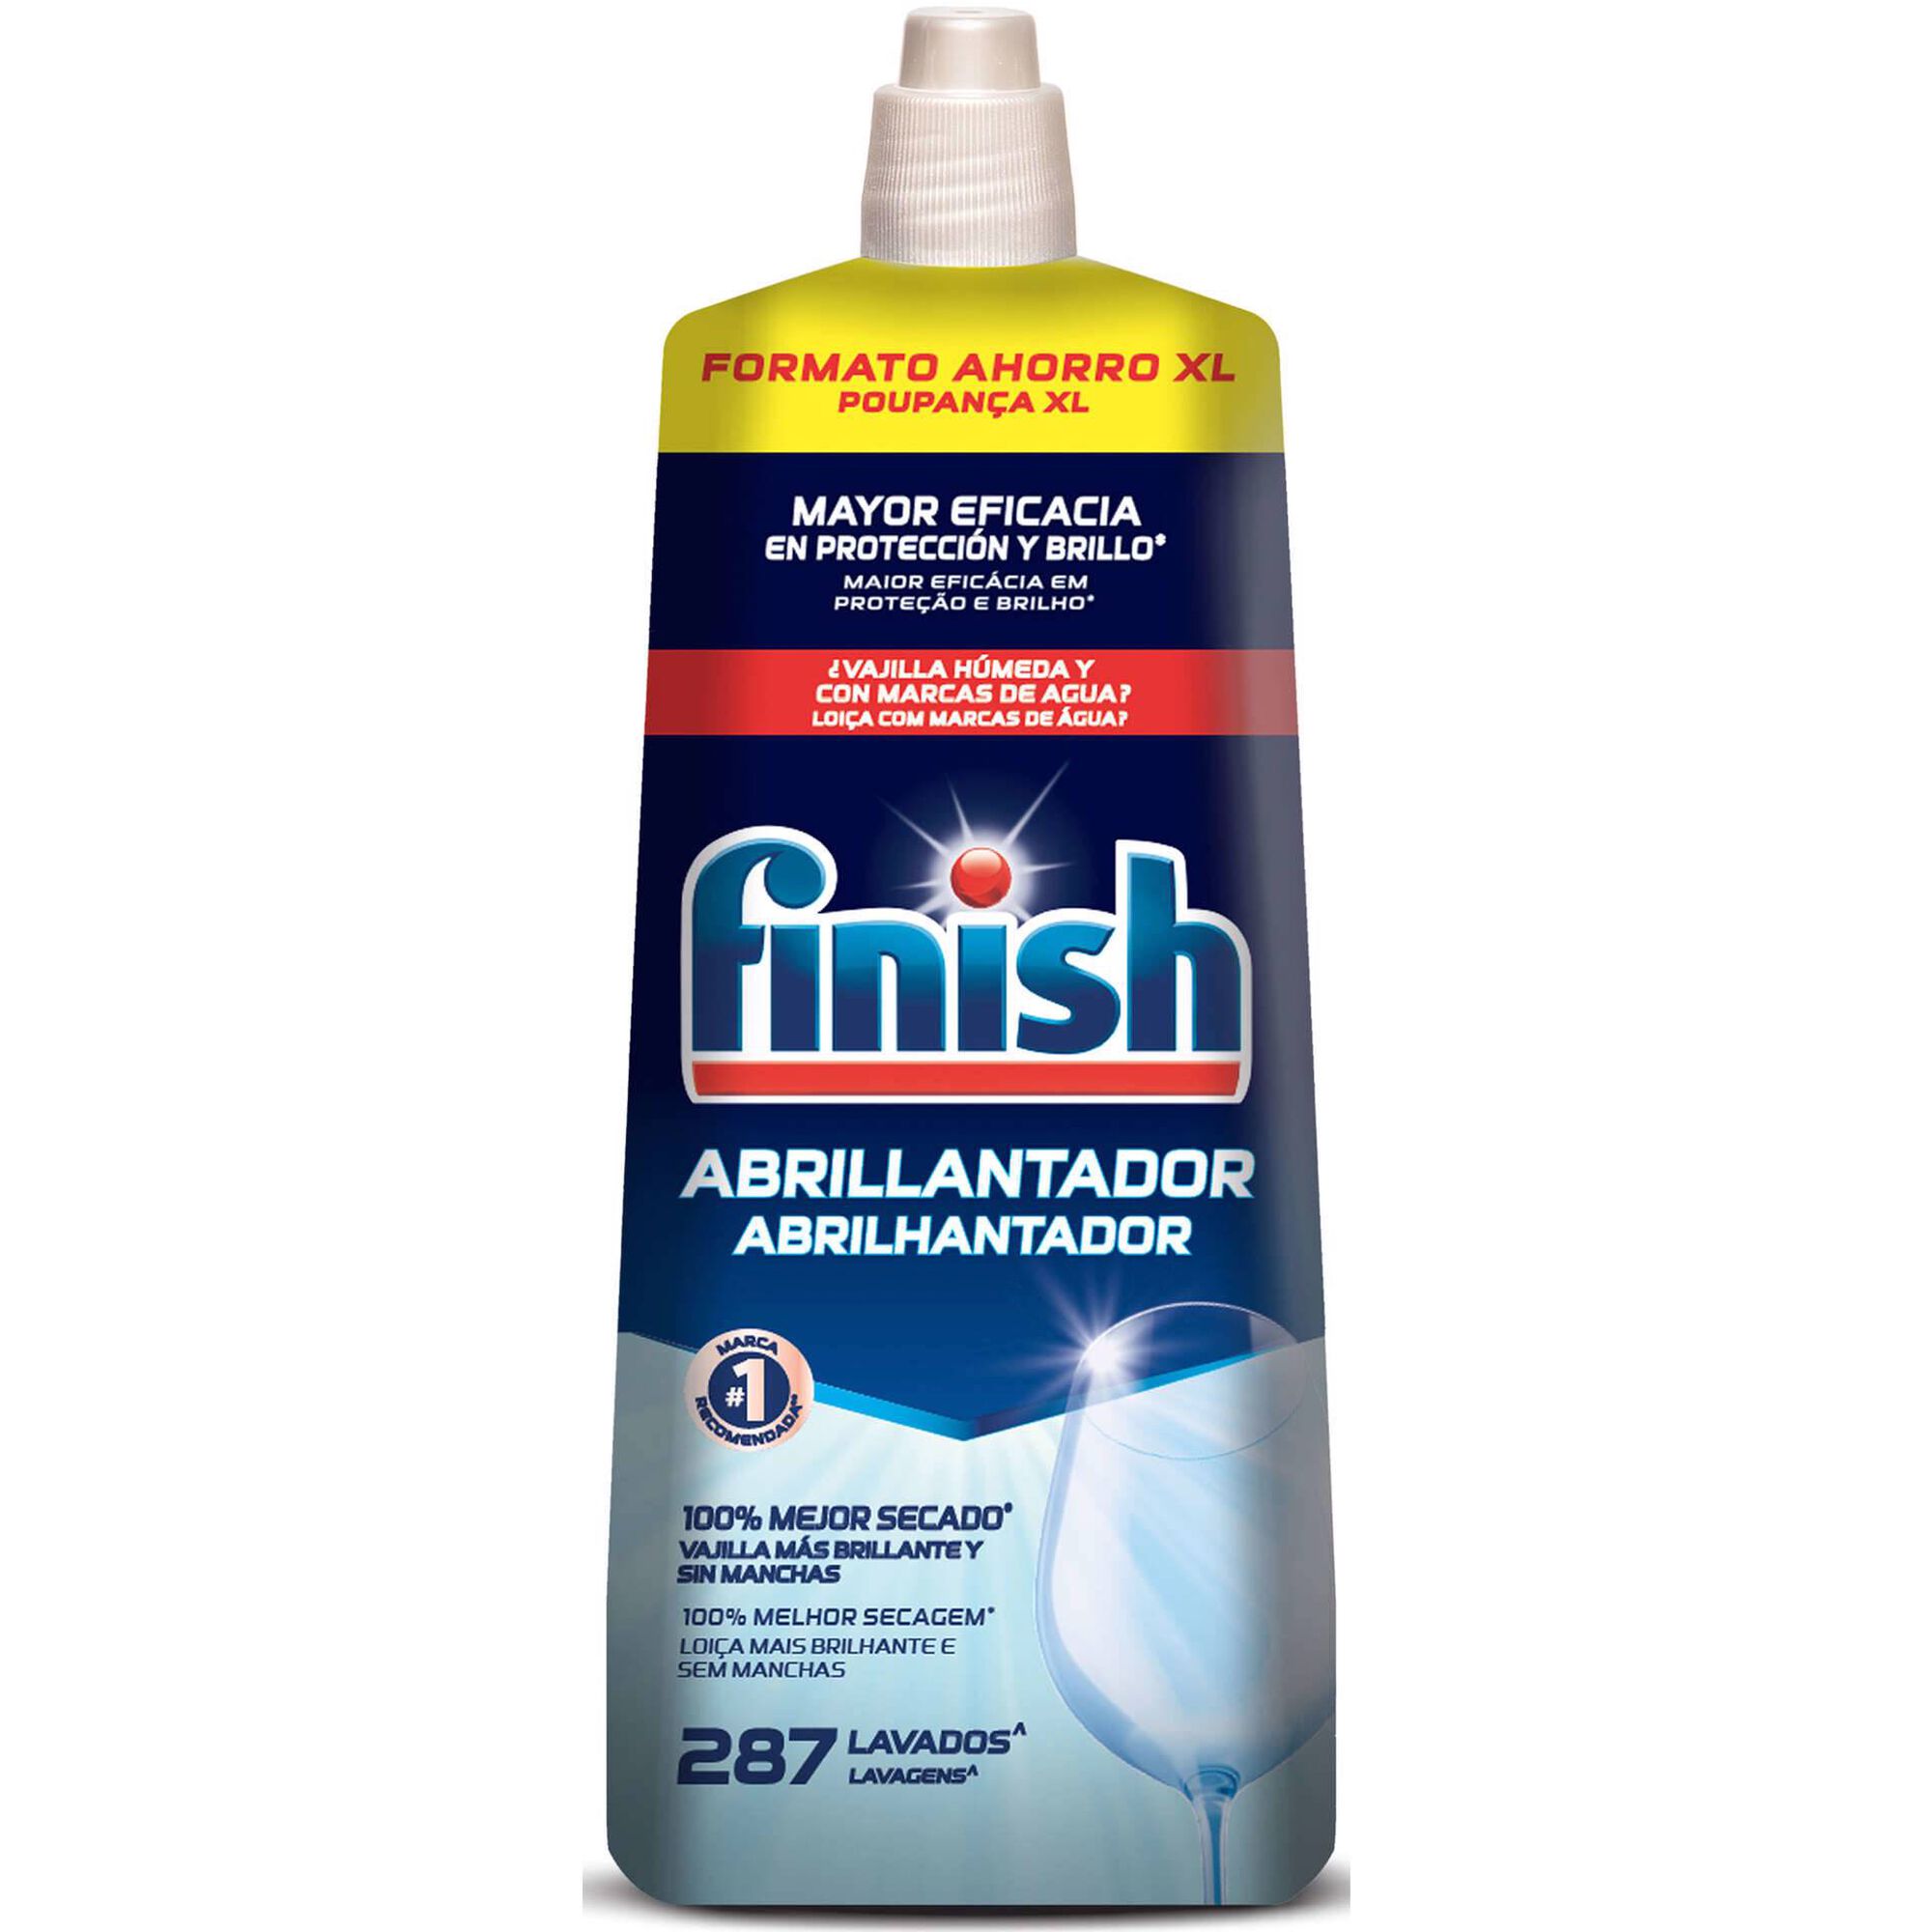 FORMATO AHORRO XL
POUPANÇA XL
MAYOR EFICACIA
EN PROTECCIÓN Y BRILLO*
MAIOR EFICÁCIA EM
PROTEÇÃO E BRILHO*
¿VAJILLA HÚMEDA Y
CON MARCAS DE AGUA?
LOIÇA COM MARCAS DE ÁGUA?
finish
ABRILLANTADOR
ABRILHANTADOR
MARCA
#1
RECOMENDADA**
100% MEJOR SECADO*
VAJILLA MÁS BRILLANTE Y
SIN MANCHAS
100% MELHOR SECAGEM*
LOIÇA MAIS BRILHANTE E
SEM MANCHAS
287 LAVADOS^
LAVAGENS^